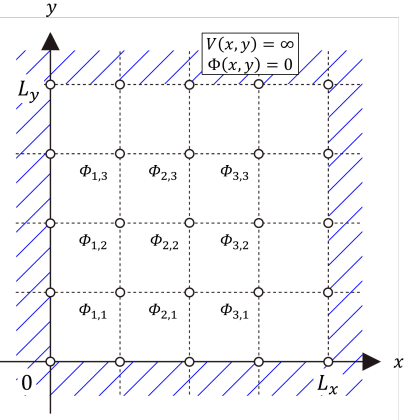 y
V(x,y) = ∞
Φ(x,y) = 0
L_y
Φ_{1,3} Φ_{2,3} Φ_{3,3}
Φ_{1,2} Φ_{2,2} Φ_{3,2}
Φ_{1,1} Φ_{2,1} Φ_{3,1}
x
0 L_x